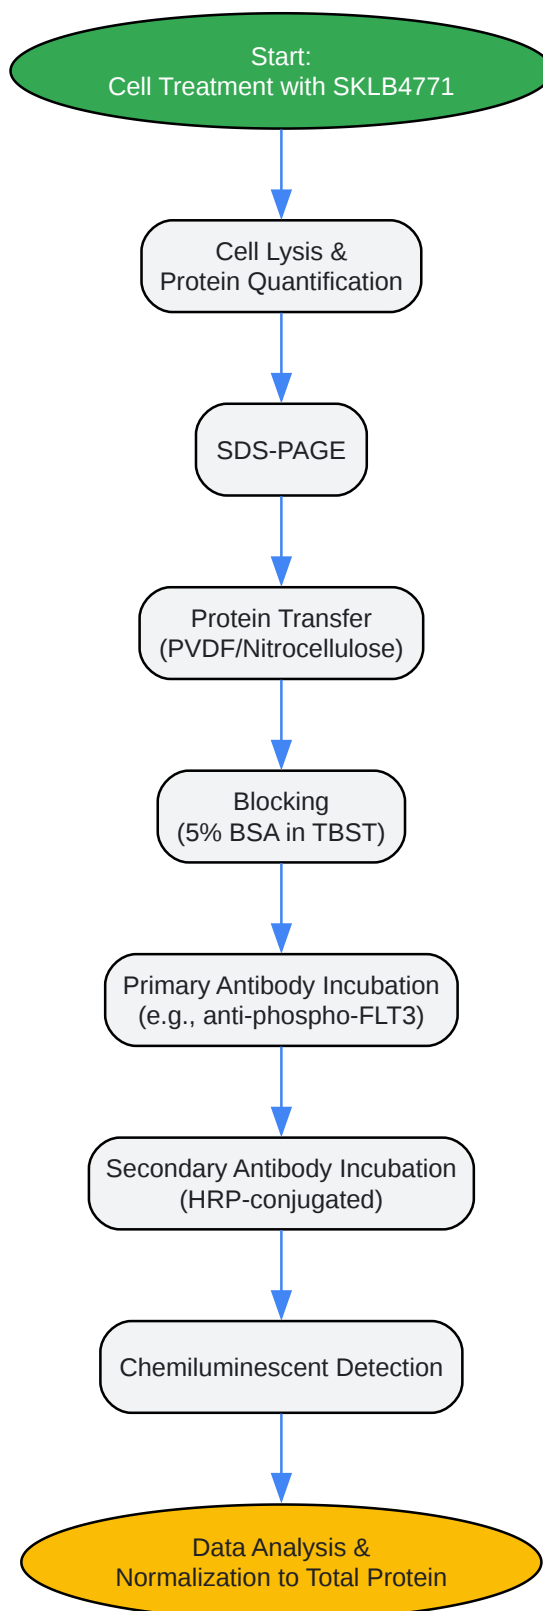 Start:
Cell Treatment with SKLB4771
Cell Lysis &
Protein Quantification
SDS-PAGE
Protein Transfer
(PVDF/Nitrocellulose)
Blocking
(5% BSA in TBST)
Primary Antibody Incubation
(e.g., anti-phospho-FLT3)
Secondary Antibody Incubation
(HRP-conjugated)
Chemiluminescent Detection
Data Analysis &
Normalization to Total Protein